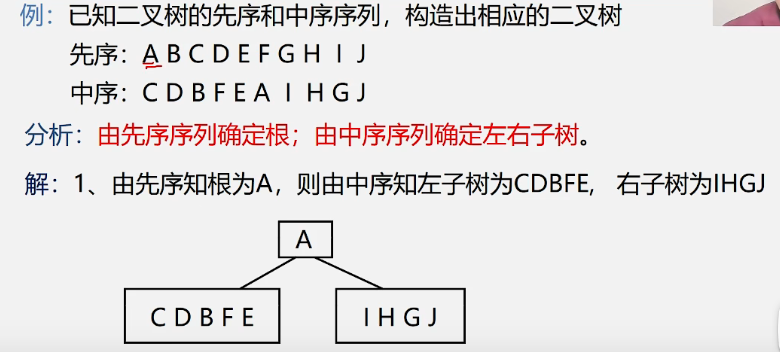 例：已知二叉树的先序和中序序列，构造出相应的二叉树
先序：A B C D E F G H I J
中序：C D B F E A I H G J
分析：由先序序列确定根；由中序序列确定左右子树。
解：1、由先序知根为A，则由中序知左子树为CDBFE, 右子树为IHGJ
A
C D B F E
I H G J